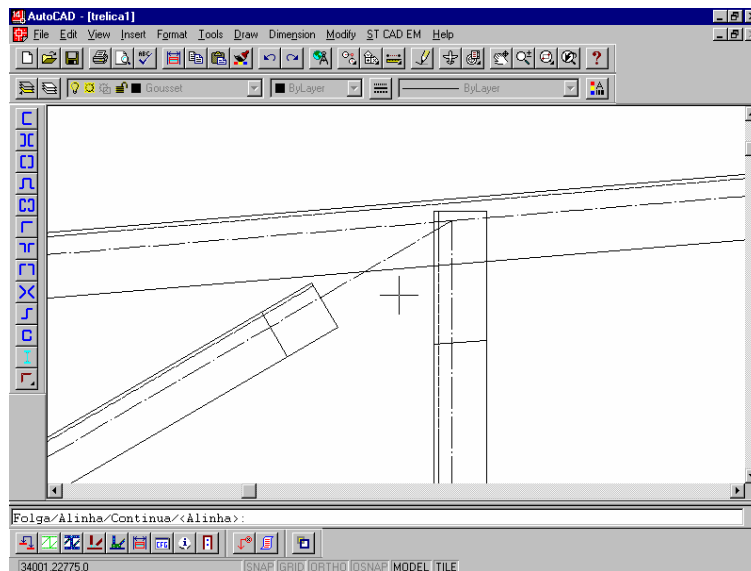 AutoCAD - [trelica1]
File Edit View Insert Format Tools Draw Dimension Modify ST CAD EM Help
Gousset ByLayer ByLayer
Folga/Alinha/Continua/<Alinha>:
34001.22775.0 SNAP GRID ORTHO OSNAP MODEL TILE